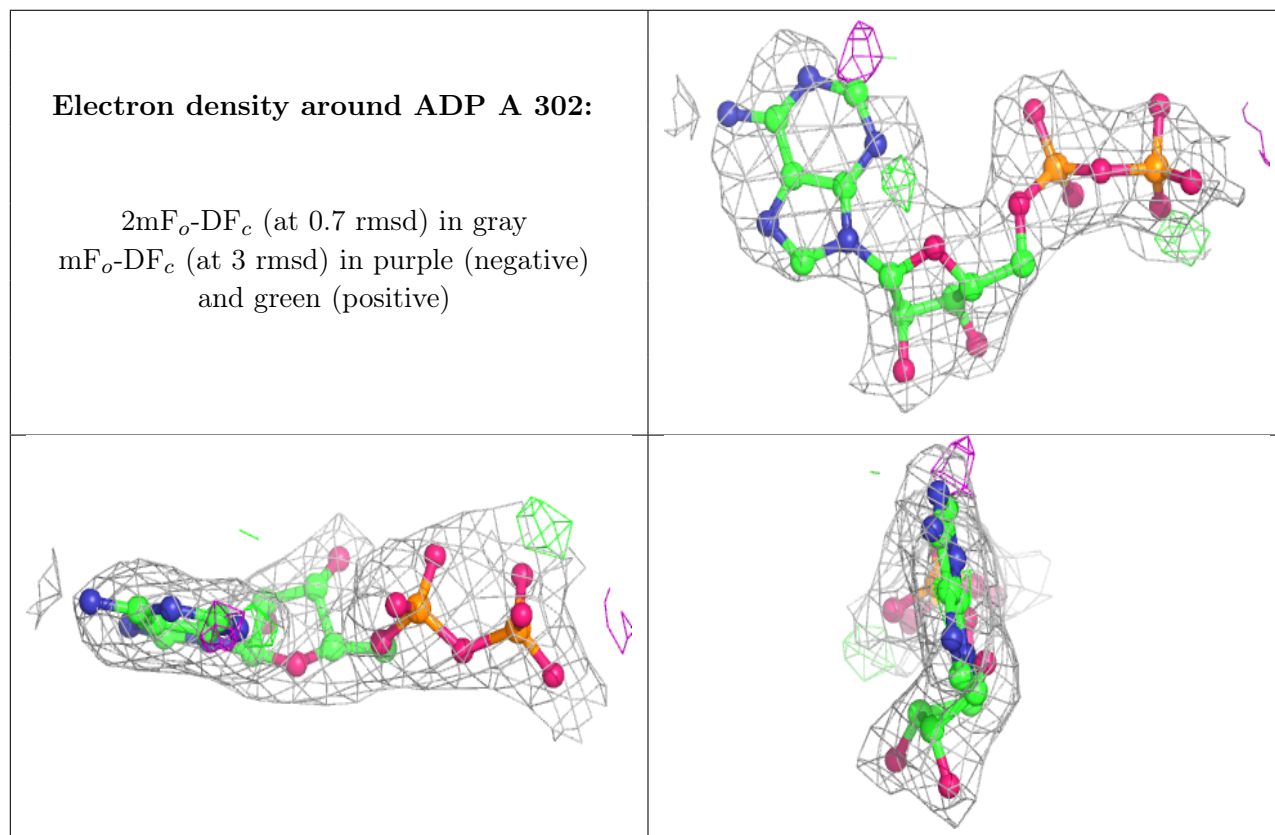 Electron density around ADP A 302:
2mFo-DFc (at 0.7 rmsd) in gray
mFo-DFc (at 3 rmsd) in purple (negative)
and green (positive)